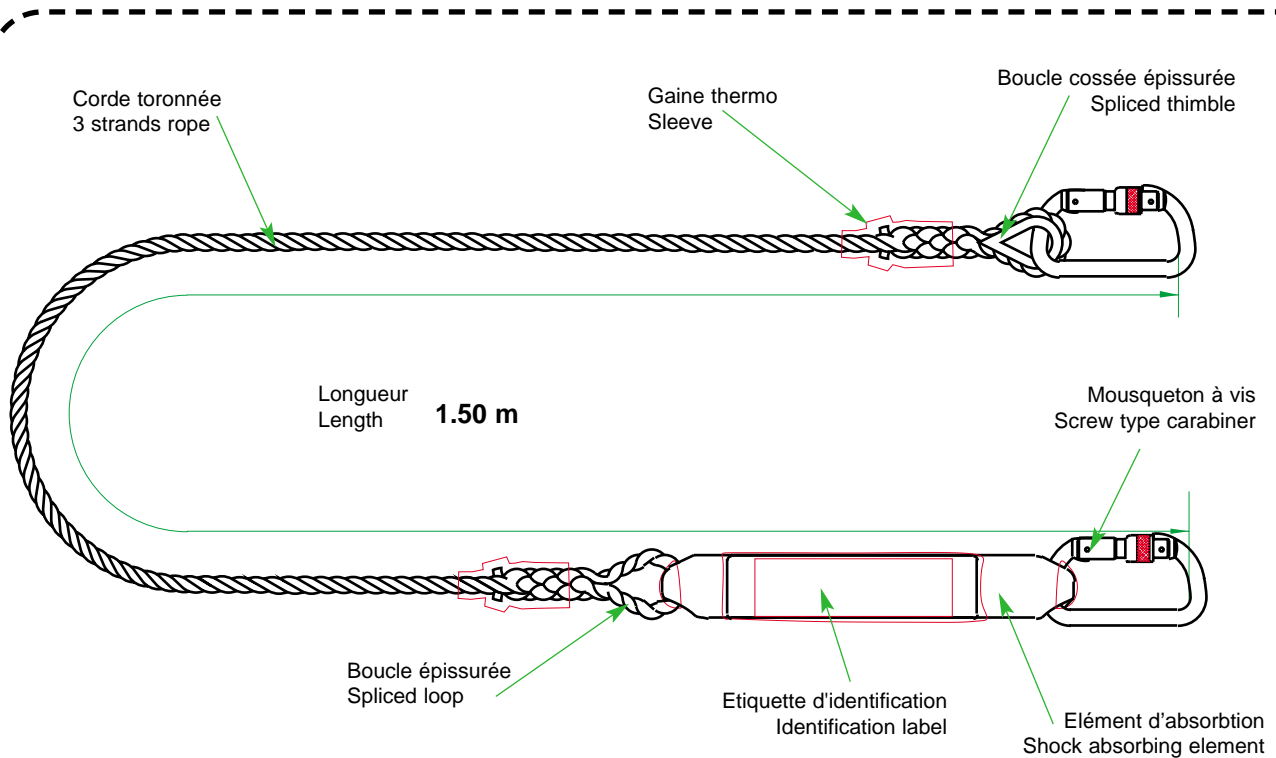 Boucle cossée épissurée
Spliced thimble
Corde toronnée
3 strands rope
Gaine thermo
Sleeve
Longueur
Length
1.50 m
Mousqueton à vis
Screw type carabiner
Boucle épissurée
Spliced loop
Etiquette d'identification
Identification label
Elément d'absorbtion
Shock absorbing element